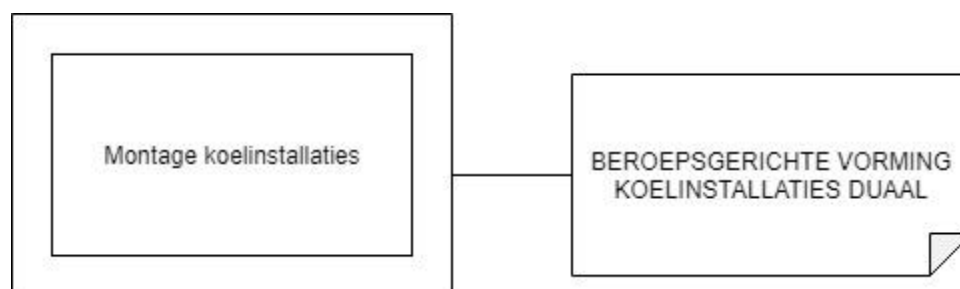 Montage koelinstallaties
BEROEPSGERICHTE VORMING
KOELINSTALLATIES DUAAL